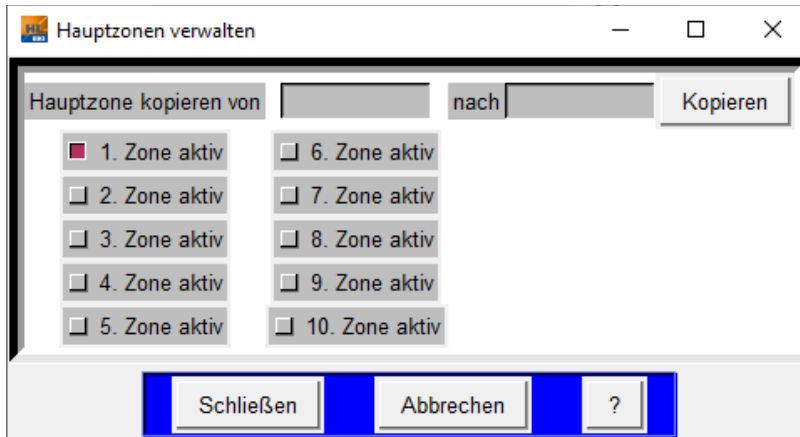 Hauptzonen verwalten
Hauptzone kopieren von nach Kopieren
1. Zone aktiv 6. Zone aktiv
2. Zone aktiv 7. Zone aktiv
3. Zone aktiv 8. Zone aktiv
4. Zone aktiv 9. Zone aktiv
5. Zone aktiv 10. Zone aktiv
Schließen Abbrechen ?